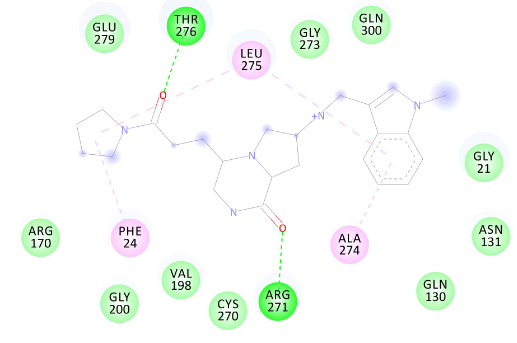 GLU
279
THR
276
LEU
275
GLY
273
GLN
300
O
N
+N
N
N
N
O
GLY
21
ARG
170
PHE
24
ALA
274
ASN
131
GLY
200
VAL
198
CYS
270
ARG
271
GLN
130